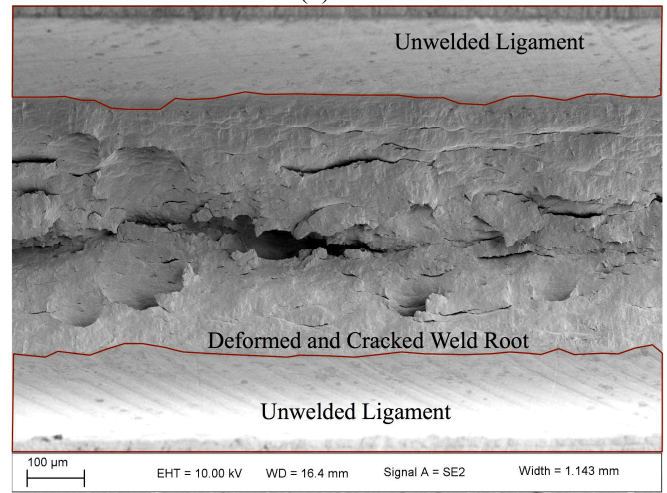 Unwelded Ligament
Deformed and Cracked Weld Root
Unwelded Ligament
100 µm
EHT = 10.00 kV WD = 16.4 mm Signal A = SE2 Width = 1.143 mm